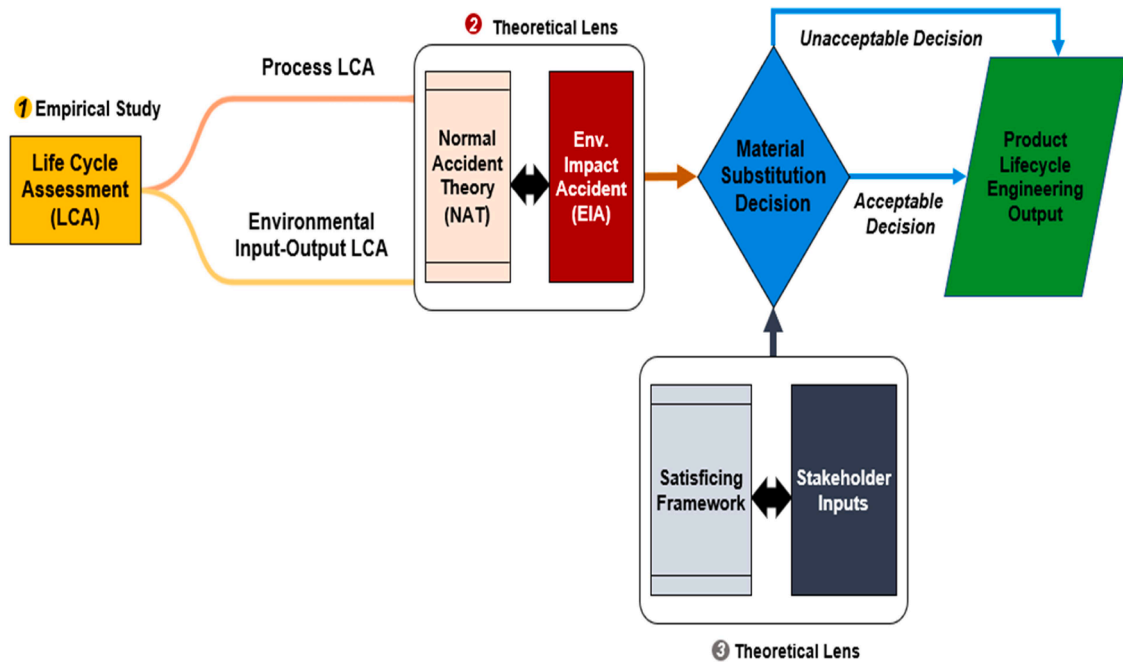 1 Empirical Study
Life Cycle
Assessment
(LCA)
Process LCA
Environmental
Input-Output LCA
2 Theoretical Lens
Normal
Accident
Theory
(NAT)
Env.
Impact
Accident
(EIA)
Material
Substitution
Decision
Unacceptable Decision
Acceptable
Decision
Product
Lifecycle
Engineering
Output
Satisficing
Framework
Stakeholder
Inputs
3 Theoretical Lens